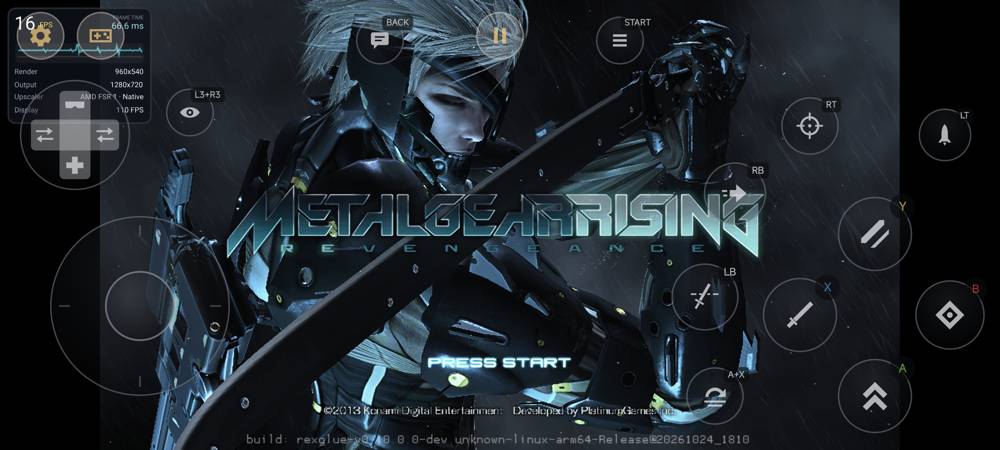 16 FPS
FRAME TIME
66.6 ms
BACK
START
Render 960x540
Output 1280x720
Upscaler AMD FSR 1 · Native
Display 110 FPS
L3+R3
RT
LT
RB
Y
METAL GEAR RISING
REVENGEANCE
LB
X
B
PRESS START
A+X
A
©2013 Konami Digital Entertainment Developed by PlatinumGames Inc.
build: rexglue-v0.10.0.0-dev unknown-linux-arm64-Release@20261024_1810